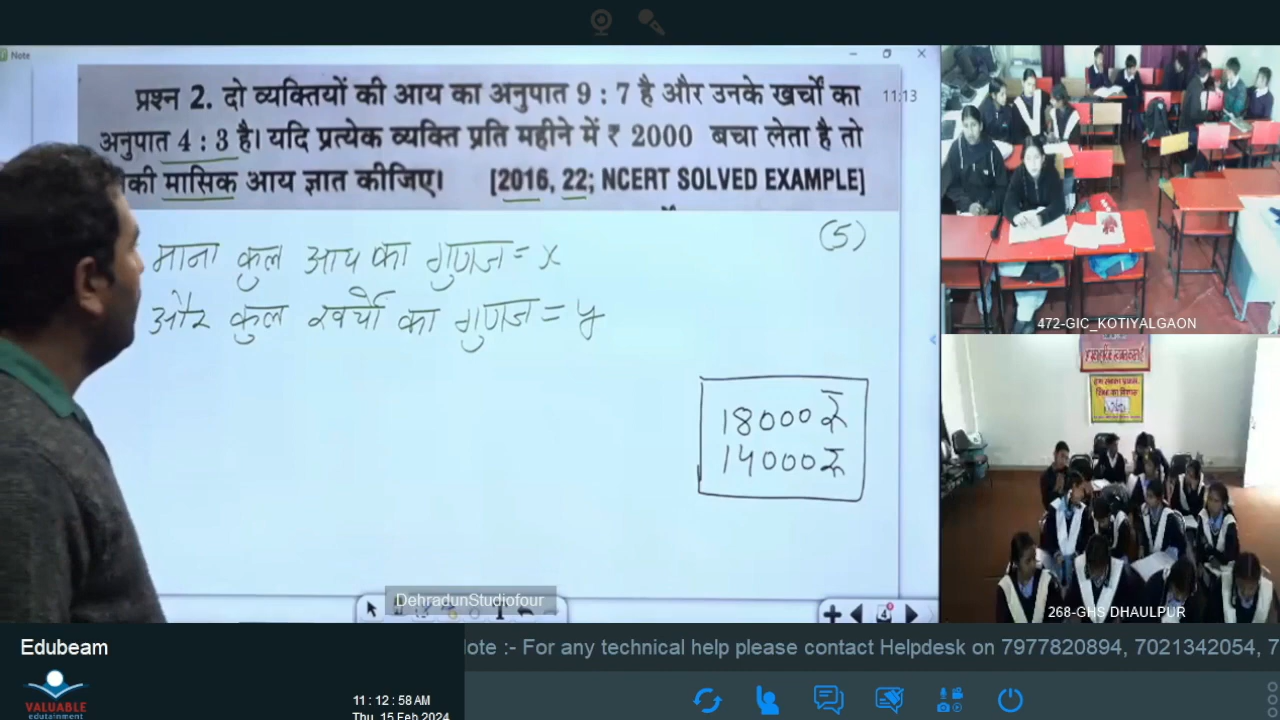 Note
प्रश्न 2. दो व्यक्तियों की आय का अनुपात 9 : 7 है और उनके खर्चों का
11:13
अनुपात 4 : 3 है। यदि प्रत्येक व्यक्ति प्रति महीने में ₹ 2000 बचा लेता है तो
मासिक आय ज्ञात कीजिए। [2016, 22; NCERT SOLVED EXAMPLE]
(5)
माना कुल आय का गुणज = x
और कुल खर्चो का गुणज = y
18000 रू
14000 रू
DehradunStudiofour
472-GIC_KOTIYALGAON
268-GHS DHAULPUR
Edubeam
VALUABLE
edutainment
11 : 12 : 58 AM
Thu, 15 Feb 2024
ote :- For any technical help please contact Helpdesk on 7977820894, 7021342054, 7